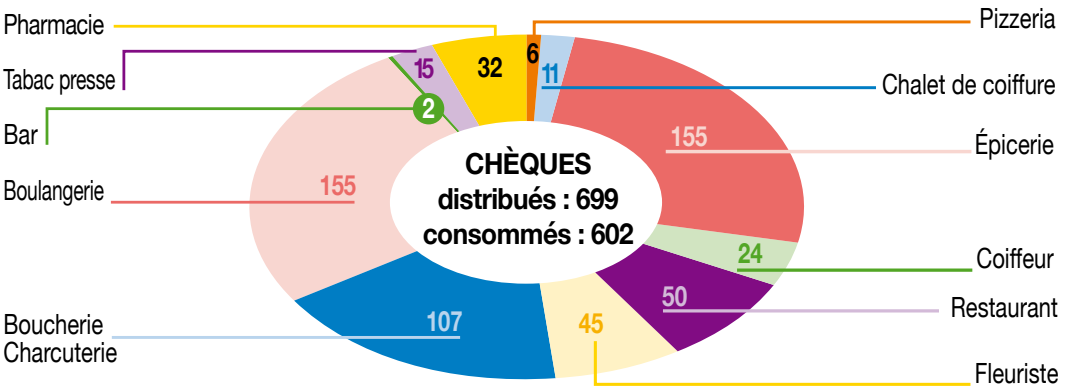 Pharmacie
Tabac presse
Bar
Boulangerie
Boucherie
Charcuterie
Pizzeria
Chalet de coiffure
Épicerie
Coiffeur
Restaurant
Fleuriste
32
15
2
155
107
6
11
155
24
50
45
CHÈQUES
distribués : 699
consommés : 602